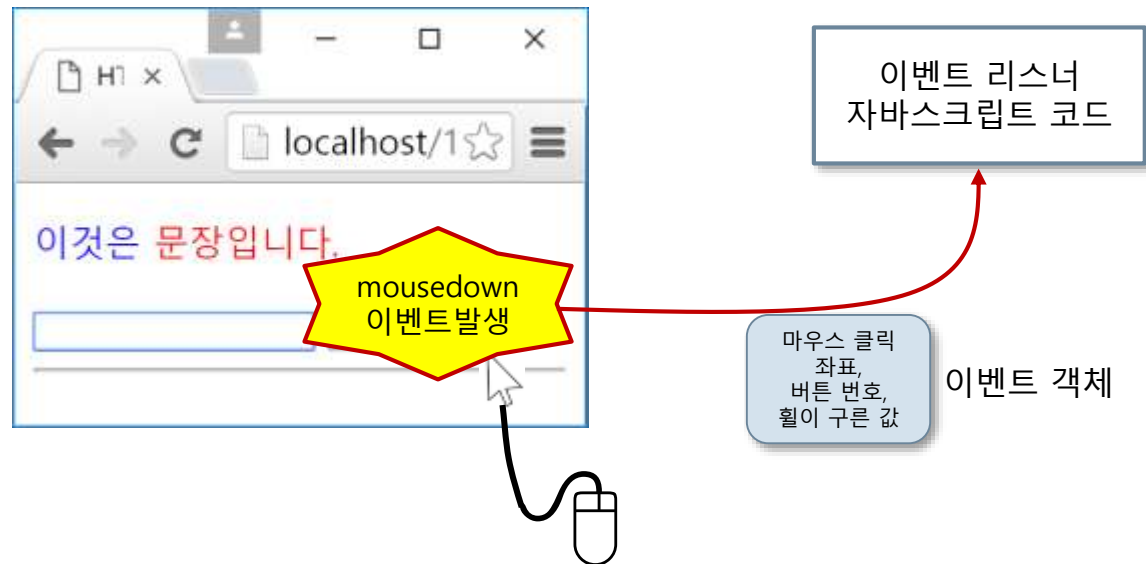 H
localhost/1
이것은 문장입니다.
mousedown
이벤트발생
이벤트 리스너
자바스크립트 코드
마우스 클릭
좌표,
버튼 번호,
휠이 구른 값
이벤트 객체